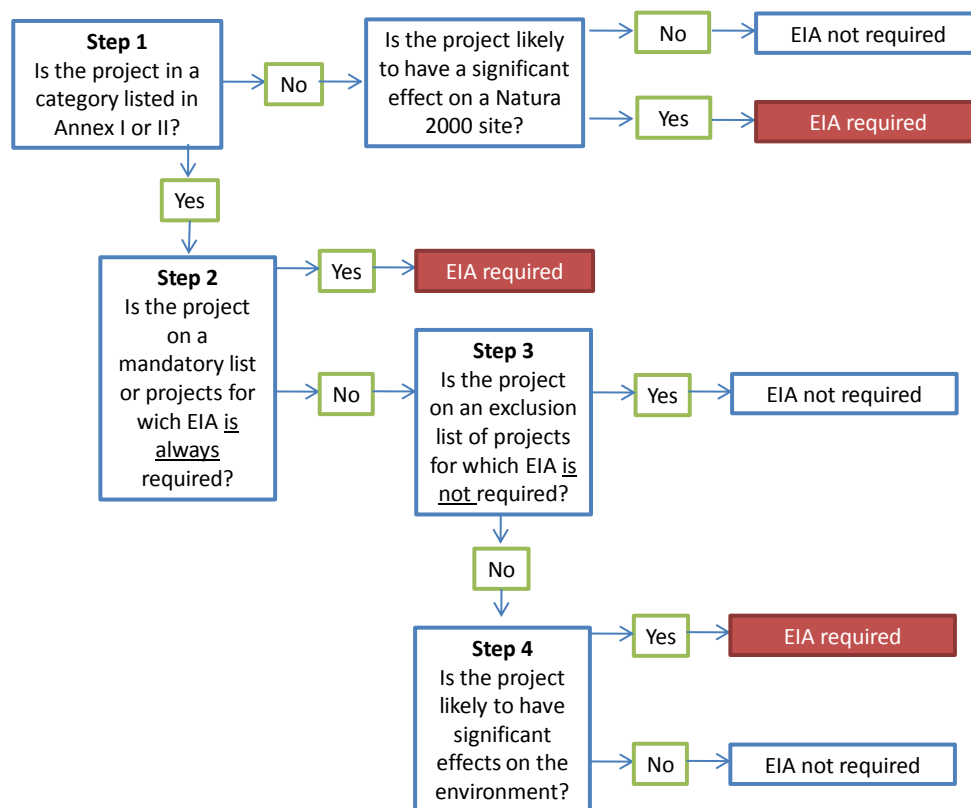 Step 1
Is the project in a
category listed in
Annex I or II?
No
Is the project likely
to have a significant
effect on a Natura
2000 site?
No
EIA not required
Yes
EIA required
Yes
Step 2
Is the project
on a
mandatory list
or projects for
wich EIA is
always
required?
Yes
EIA required
No
Step 3
Is the project
on an exclusion
list of projects
for which EIA is
not required?
Yes
EIA not required
No
Step 4
Is the project
likely to have
significant
effects on the
environment?
Yes
EIA required
No
EIA not required